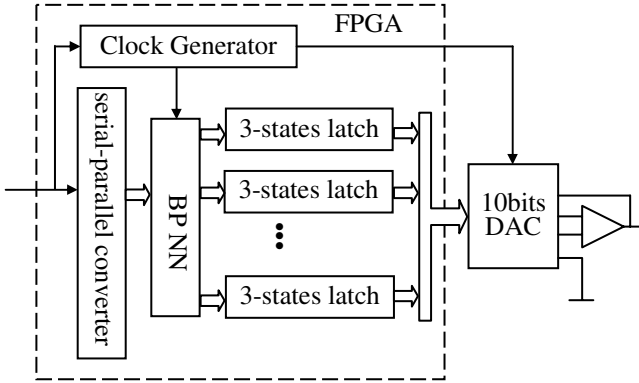 FPGA
Clock Generator
serial-parallel converter
BP NN
3-states latch
3-states latch
3-states latch
10bits
DAC